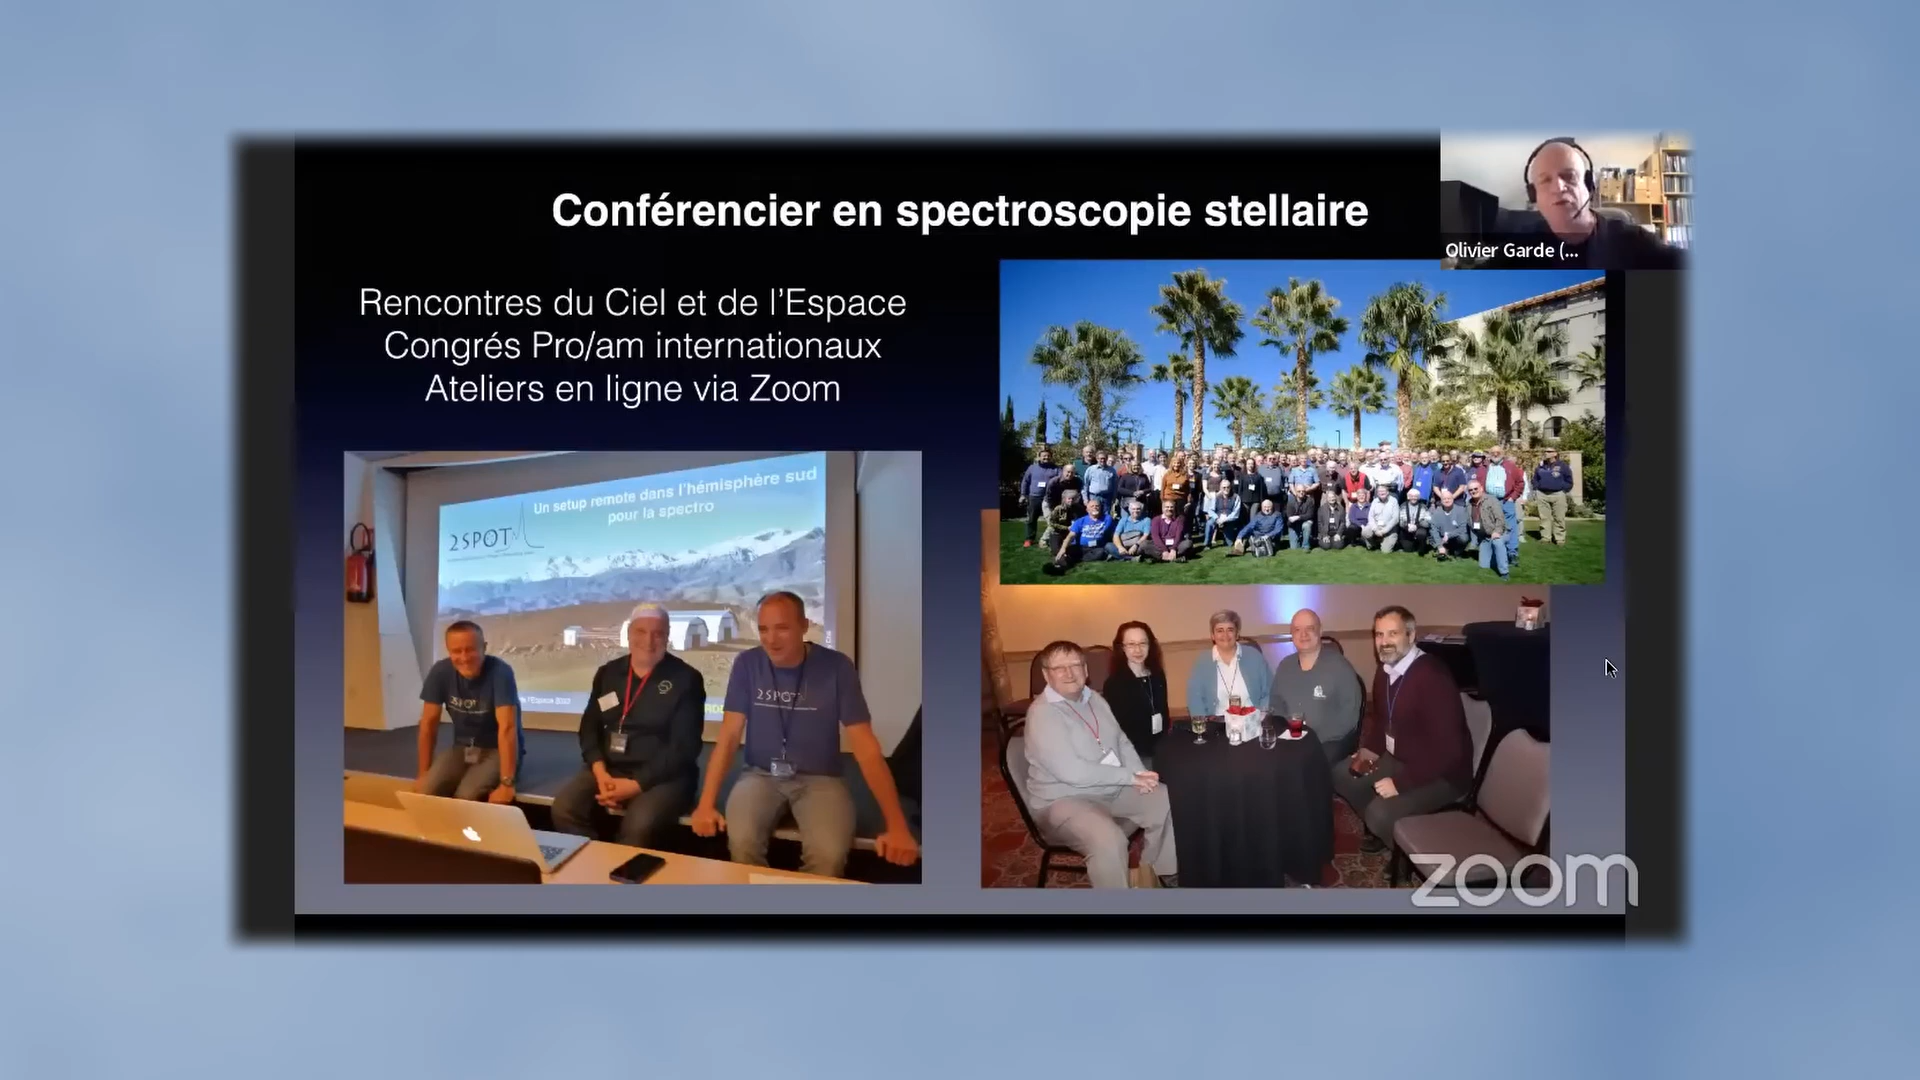 Conférencier en spectroscopie stellaire
Olivier Garde (...
Rencontres du Ciel et de l'Espace
Congrés Pro/am internationaux
Ateliers en ligne via Zoom
Un setup remote dans l'hémisphère sud
pour la spectro
2SPOT
2SPOT
2SPOT
zoom